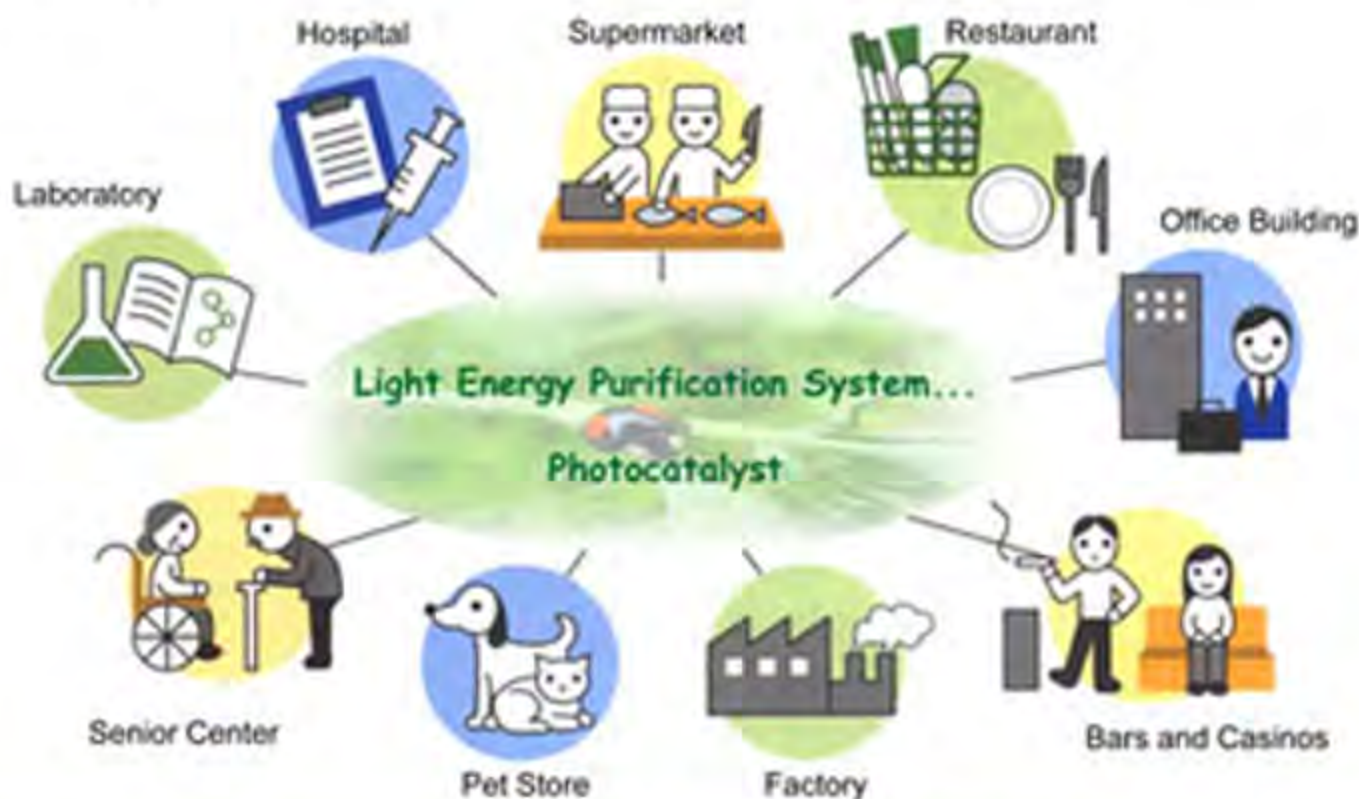 Hospital
Supermarket
Restaurant
Laboratory
Office Building
Light Energy Purification System...
Photocatalyst
Senior Center
Pet Store
Factory
Bars and Casinos